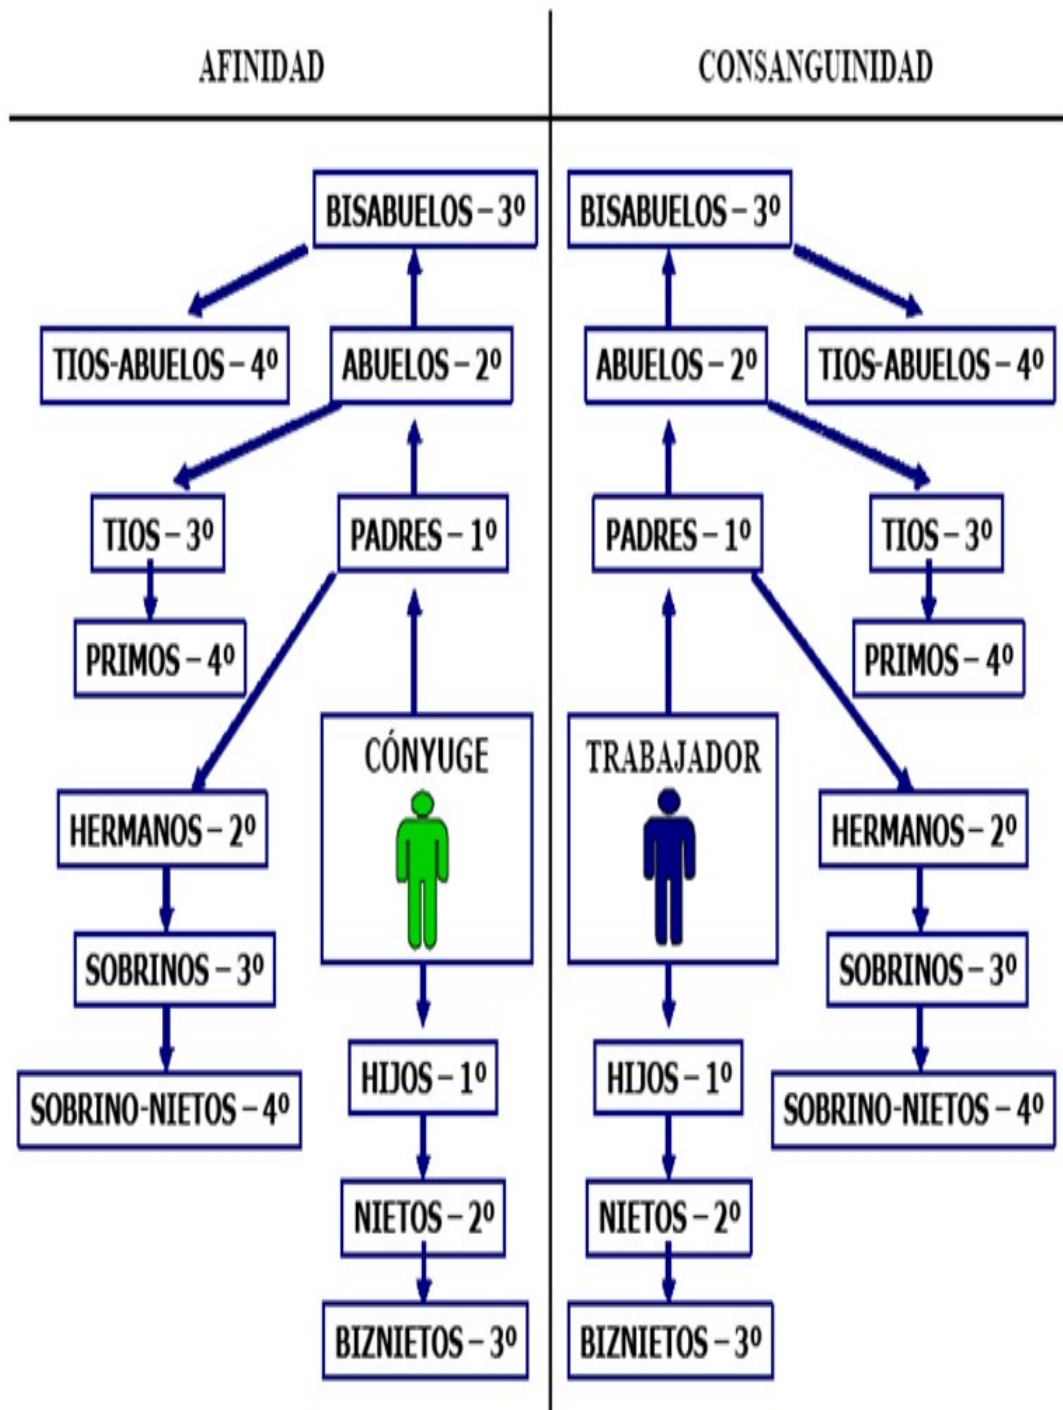 AFINIDAD
CONSANGUINIDAD
BISABUELOS – 3º
BISABUELOS – 3º
TIOS-ABUELOS – 4º
ABUELOS – 2º
ABUELOS – 2º
TIOS-ABUELOS – 4º
TIOS – 3º
PADRES – 1º
PADRES – 1º
TIOS – 3º
PRIMOS – 4º
PRIMOS – 4º
CÓNYUGE
TRABAJADOR
HERMANOS – 2º
HERMANOS – 2º
SOBRINOS – 3º
SOBRINOS – 3º
HIJOS – 1º
HIJOS – 1º
SOBRINO-NIETOS – 4º
SOBRINO-NIETOS – 4º
NIETOS – 2º
NIETOS – 2º
BIZNIETOS – 3º
BIZNIETOS – 3º